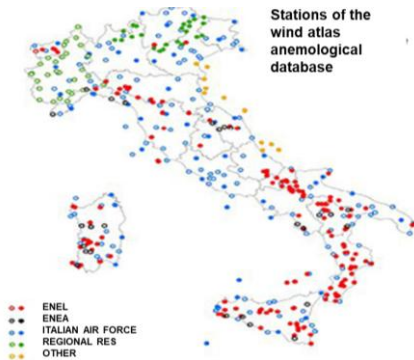 Stations of the
wind atlas
anemological
database
ENEL
ENEA
ITALIAN AIR FORCE
REGIONAL RES
OTHER